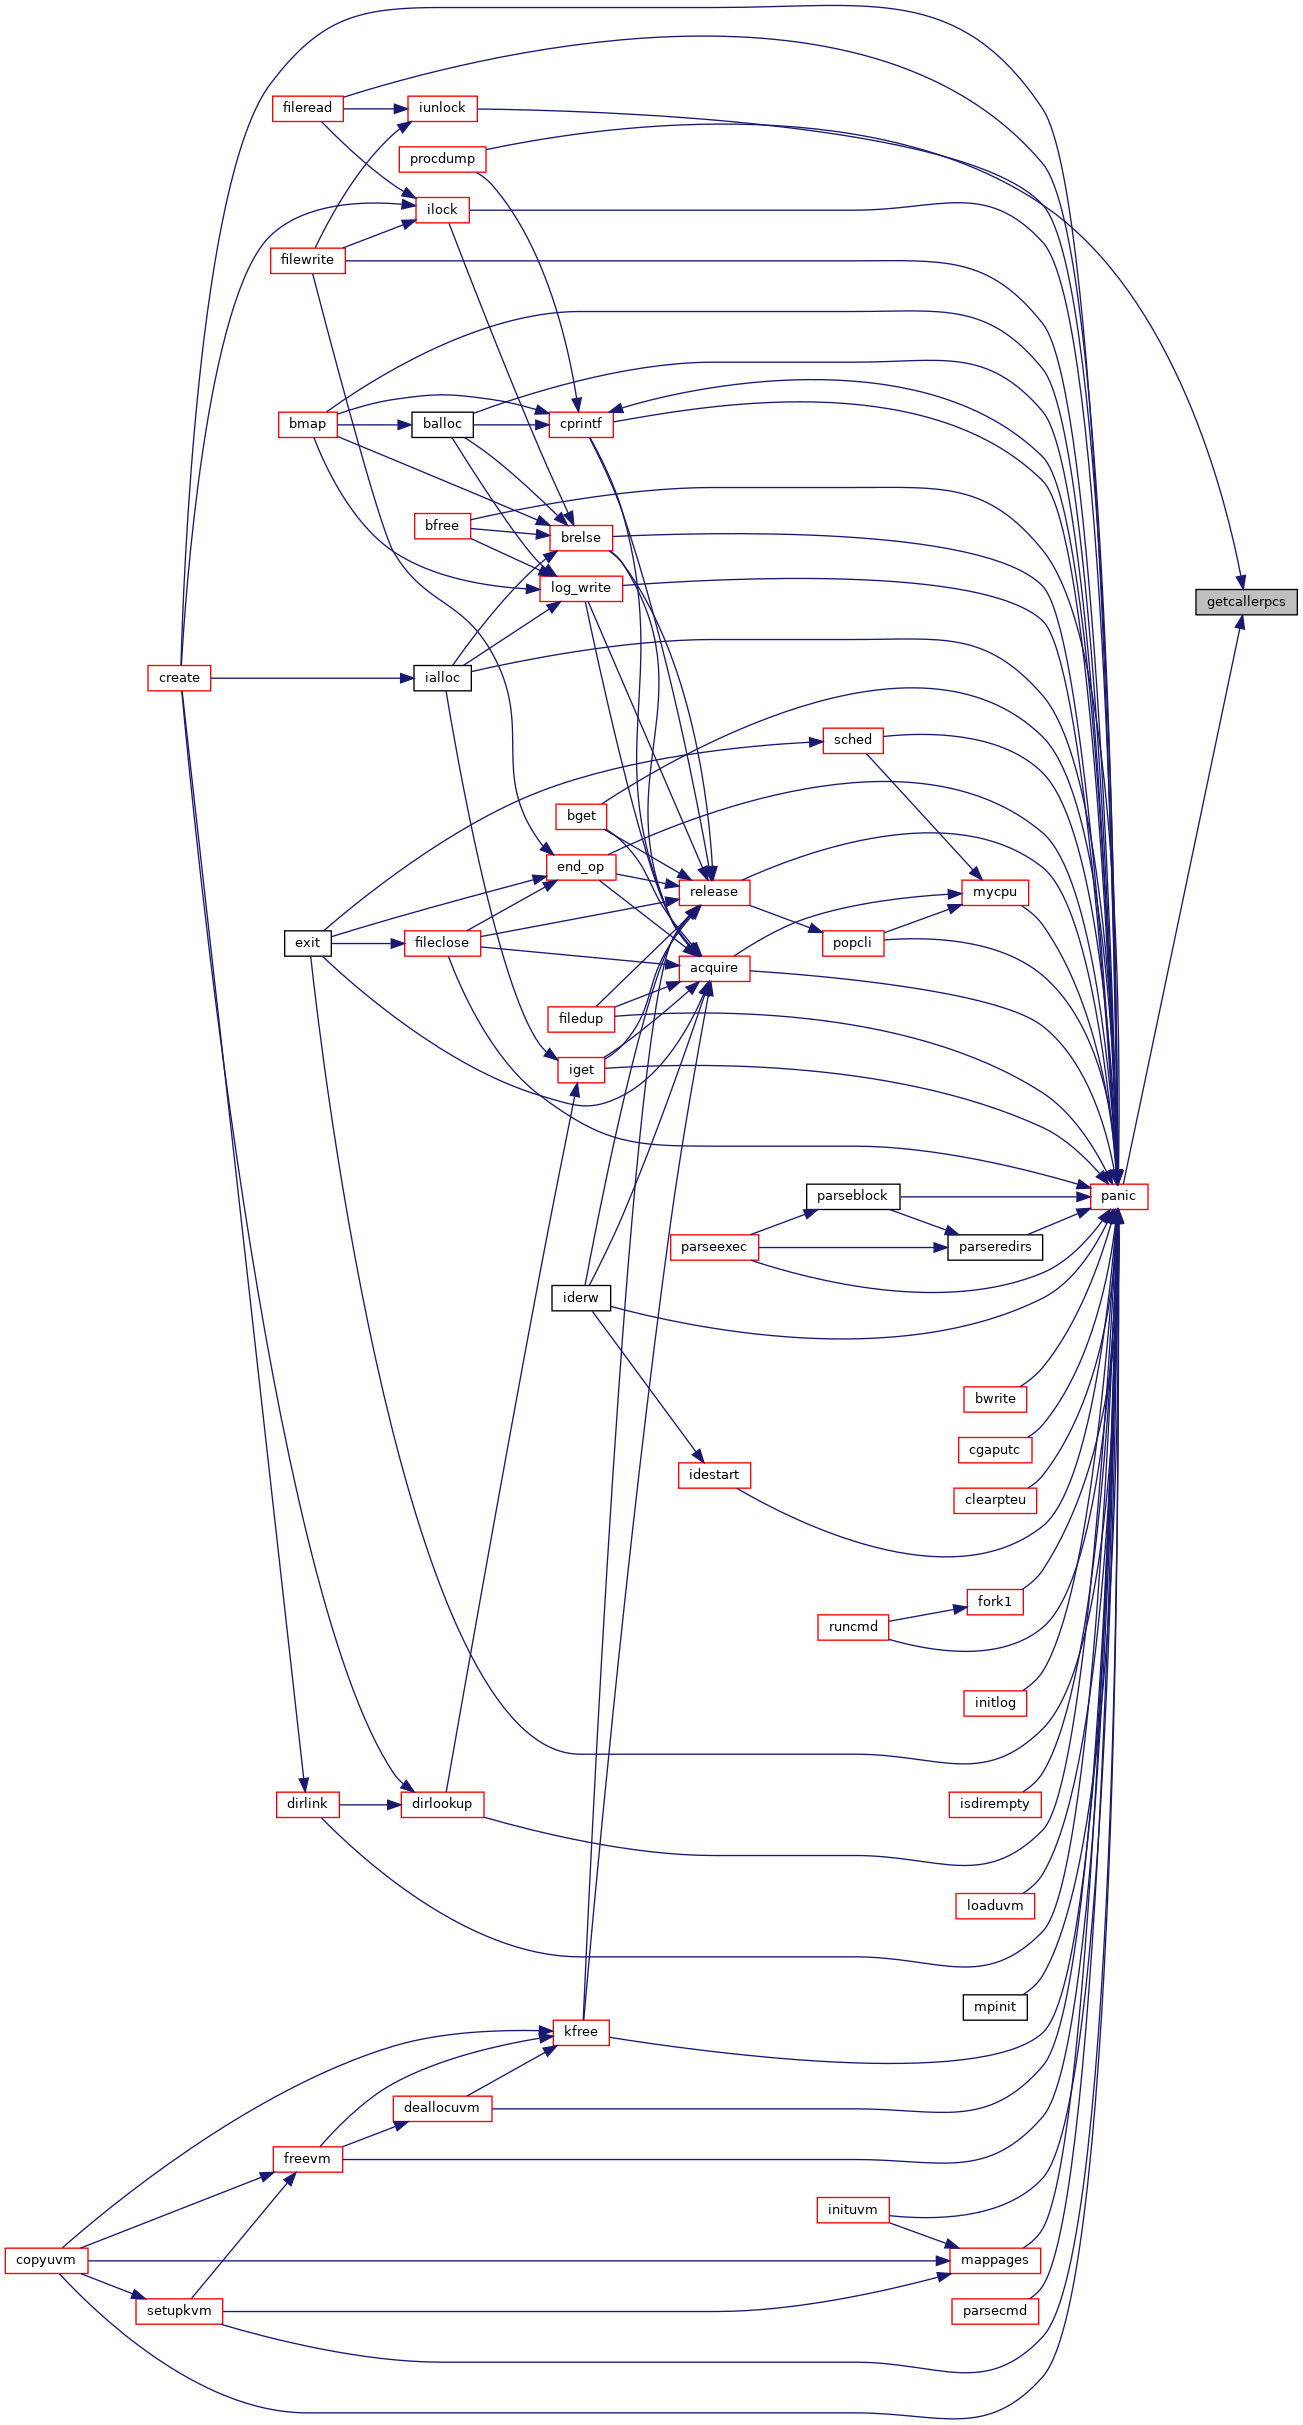 fileread
iunlock
procdump
ilock
filewrite
bmap
balloc
cprintf
bfree
brelse
log_write
getcallerpcs
create
ialloc
sched
bget
end_op
release
mycpu
exit
fileclose
popcli
acquire
filedup
iget
parseblock
panic
parseexec
parseredirs
iderw
bwrite
cgaputc
idestart
clearpteu
fork1
runcmd
initlog
dirlink
dirlookup
isdirempty
loaduvm
mpinit
kfree
deallocuvm
freevm
inituvm
copyuvm
mappages
setupkvm
parsecmd